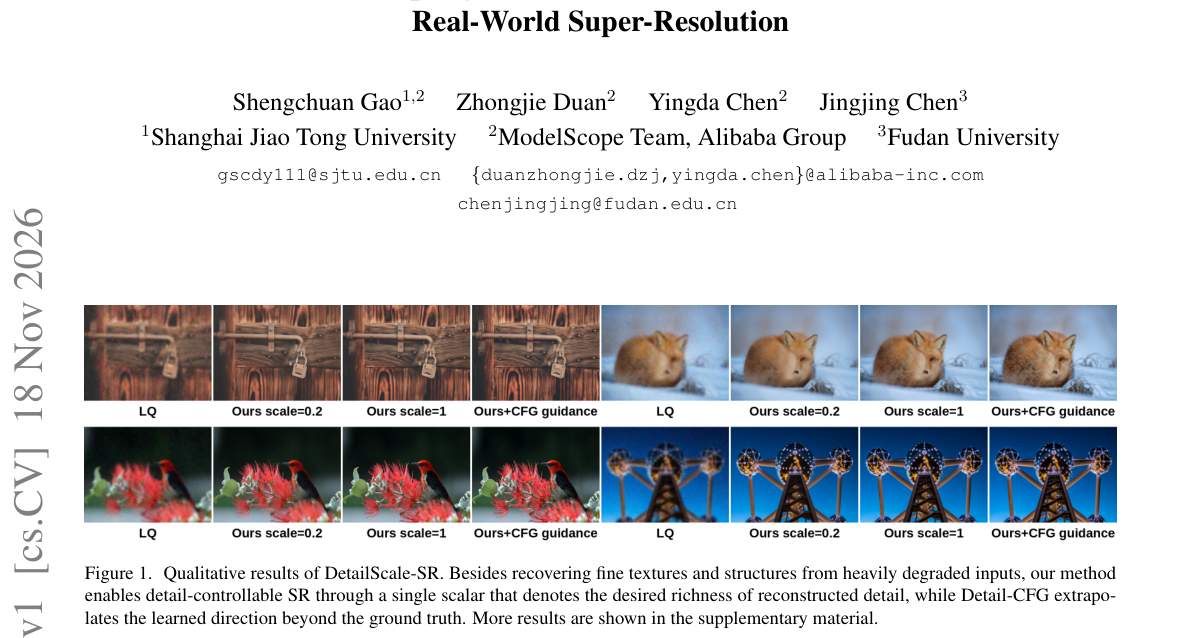 Real-World Super-Resolution
Shengchuan Gao1,2 Zhongjie Duan2 Yingda Chen2 Jingjing Chen3
1Shanghai Jiao Tong University 2ModelScope Team, Alibaba Group 3Fudan University
gscdy111@sjtu.edu.cn {duanzhongjie.dzj,yingda.chen}@alibaba-inc.com
chenjingjing@fudan.edu.cn
v1 [cs.CV] 18 Nov 2026
LQ Ours scale=0.2 Ours scale=1 Ours+CFG guidance LQ Ours scale=0.2 Ours scale=1 Ours+CFG guidance
LQ Ours scale=0.2 Ours scale=1 Ours+CFG guidance LQ Ours scale=0.2 Ours scale=1 Ours+CFG guidance
Figure 1. Qualitative results of DetailScale-SR. Besides recovering fine textures and structures from heavily degraded inputs, our method
enables detail-controllable SR through a single scalar that denotes the desired richness of reconstructed detail, while Detail-CFG extrapo-
lates the learned direction beyond the ground truth. More results are shown in the supplementary material.